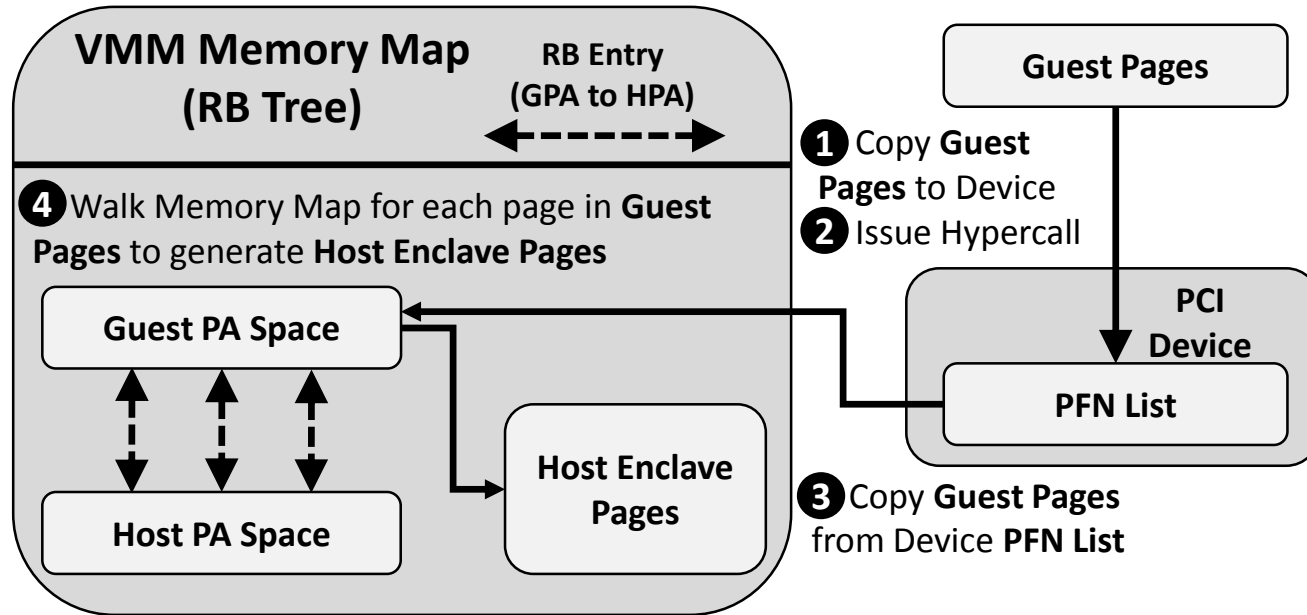 VMM Memory Map
(RB Tree)
RB Entry
(GPA to HPA)
Guest Pages
1 Copy Guest
Pages to Device
2 Issue Hypercall
4 Walk Memory Map for each page in Guest
Pages to generate Host Enclave Pages
PCI
Device
Guest PA Space
PFN List
Host Enclave
Pages
Host PA Space
3 Copy Guest Pages
from Device PFN List